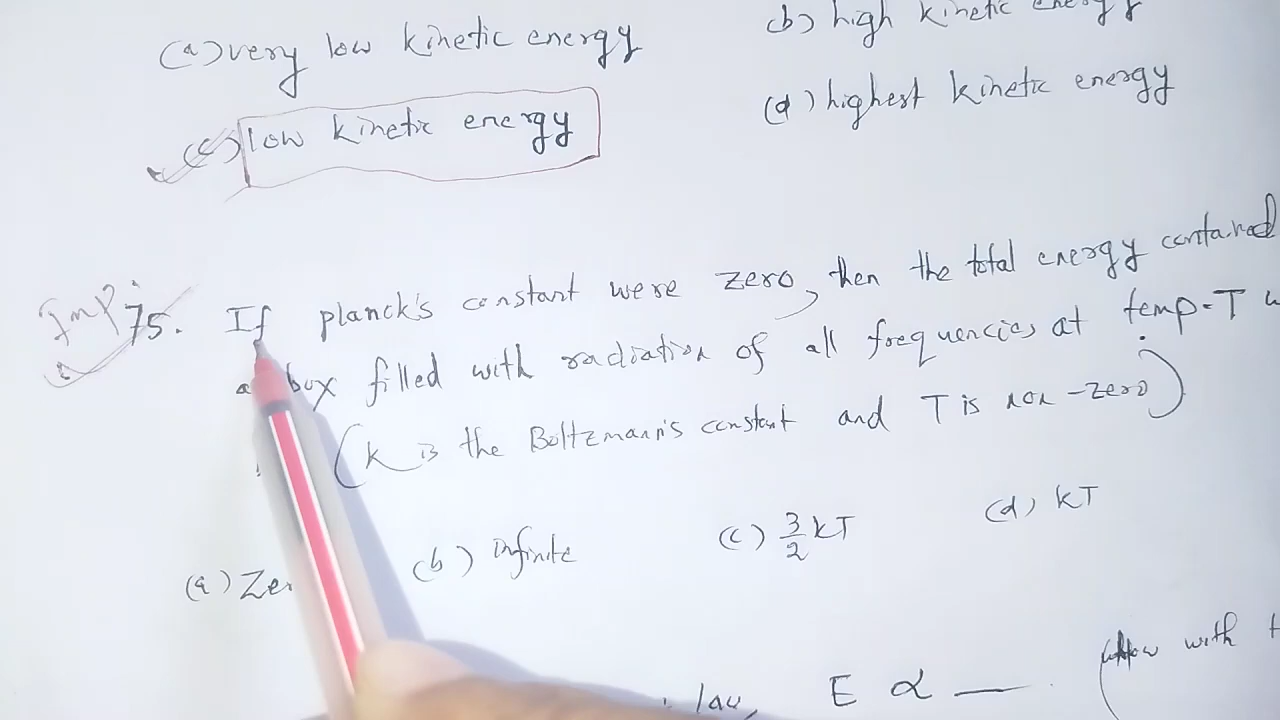 (a) very low kinetic energy
(b) high kinetic energy
(c) low kinetic energy
(d) highest kinetic energy
Imp. 75. If planck's constant were zero, then the total energy contained
a box filled with radiation of all frequencies at temp-T
(K is the Boltzmann's constant and T is non-zero)
(a) Zer
(b) infinite
(c) 3/2 kT
(d) kT
law, E ∝ —
with